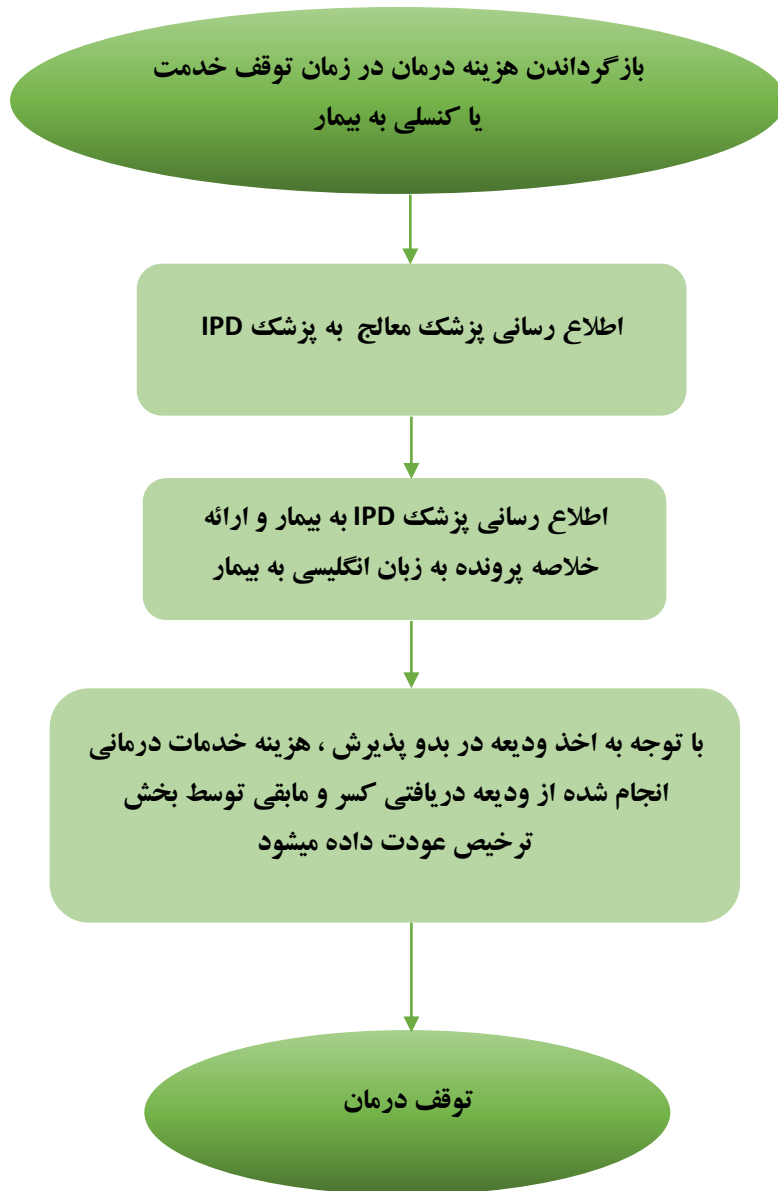 بازگرداندن هزینه درمان در زمان توقف خدمت
یا کنسلی به بیمار
اطلاع رسانی پزشک معالج به پزشک IPD
اطلاع رسانی پزشک IPD به بیمار و ارائه
خلاصه پرونده به زبان انگلیسی به بیمار
با توجه به اخذ ودیعه در بدو پذیرش ، هزینه خدمات درمانی
انجام شده از ودیعه دریافتی کسر و مابقی توسط بخش
ترخیص عودت داده میشود
توقف درمان